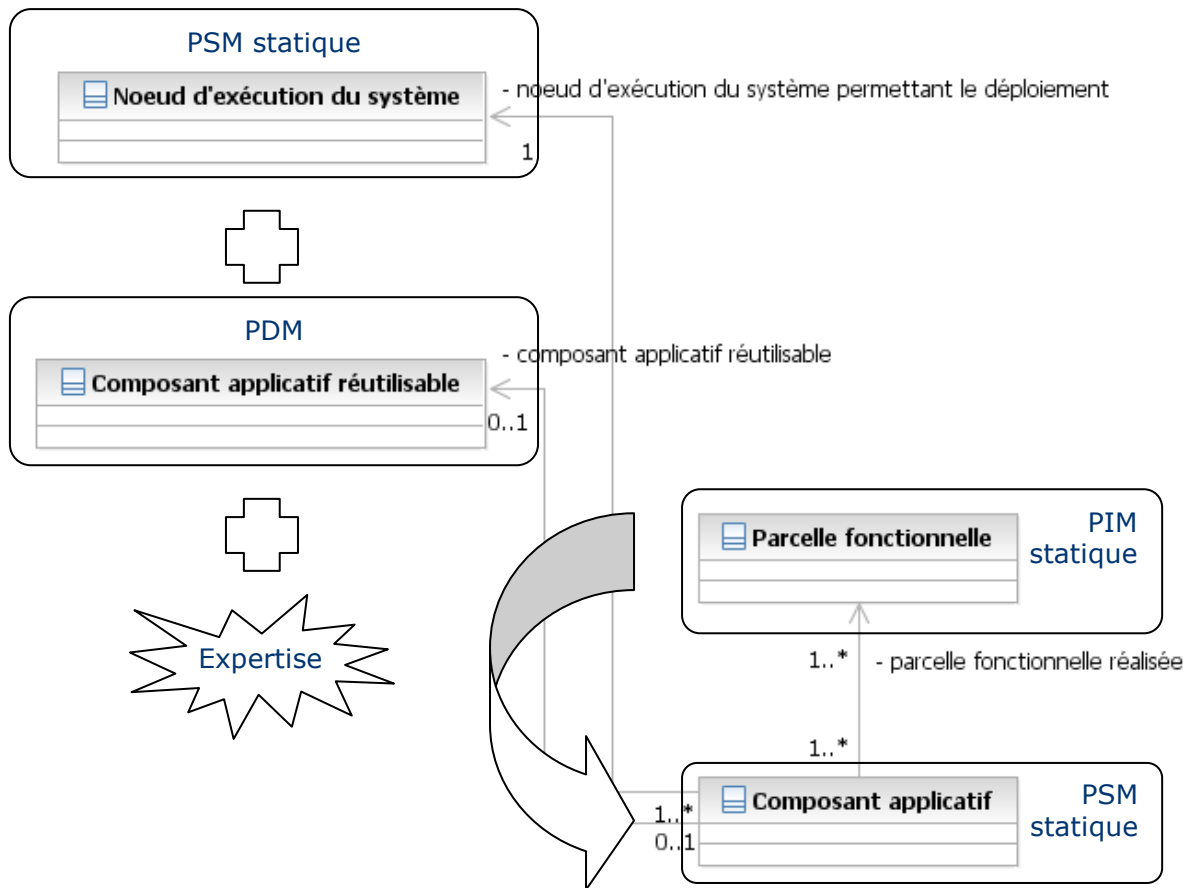 PSM statique
Noeud d'exécution du système
- noeud d'exécution du système permettant le déploiement
1
PDM
- composant applicatif réutilisable
Composant applicatif réutilisable
0..1
PIM
statique
Parcelle fonctionnelle
Expertise
1..*
- parcelle fonctionnelle réalisée
1..*
PSM
statique
Composant applicatif
1..*
0..1